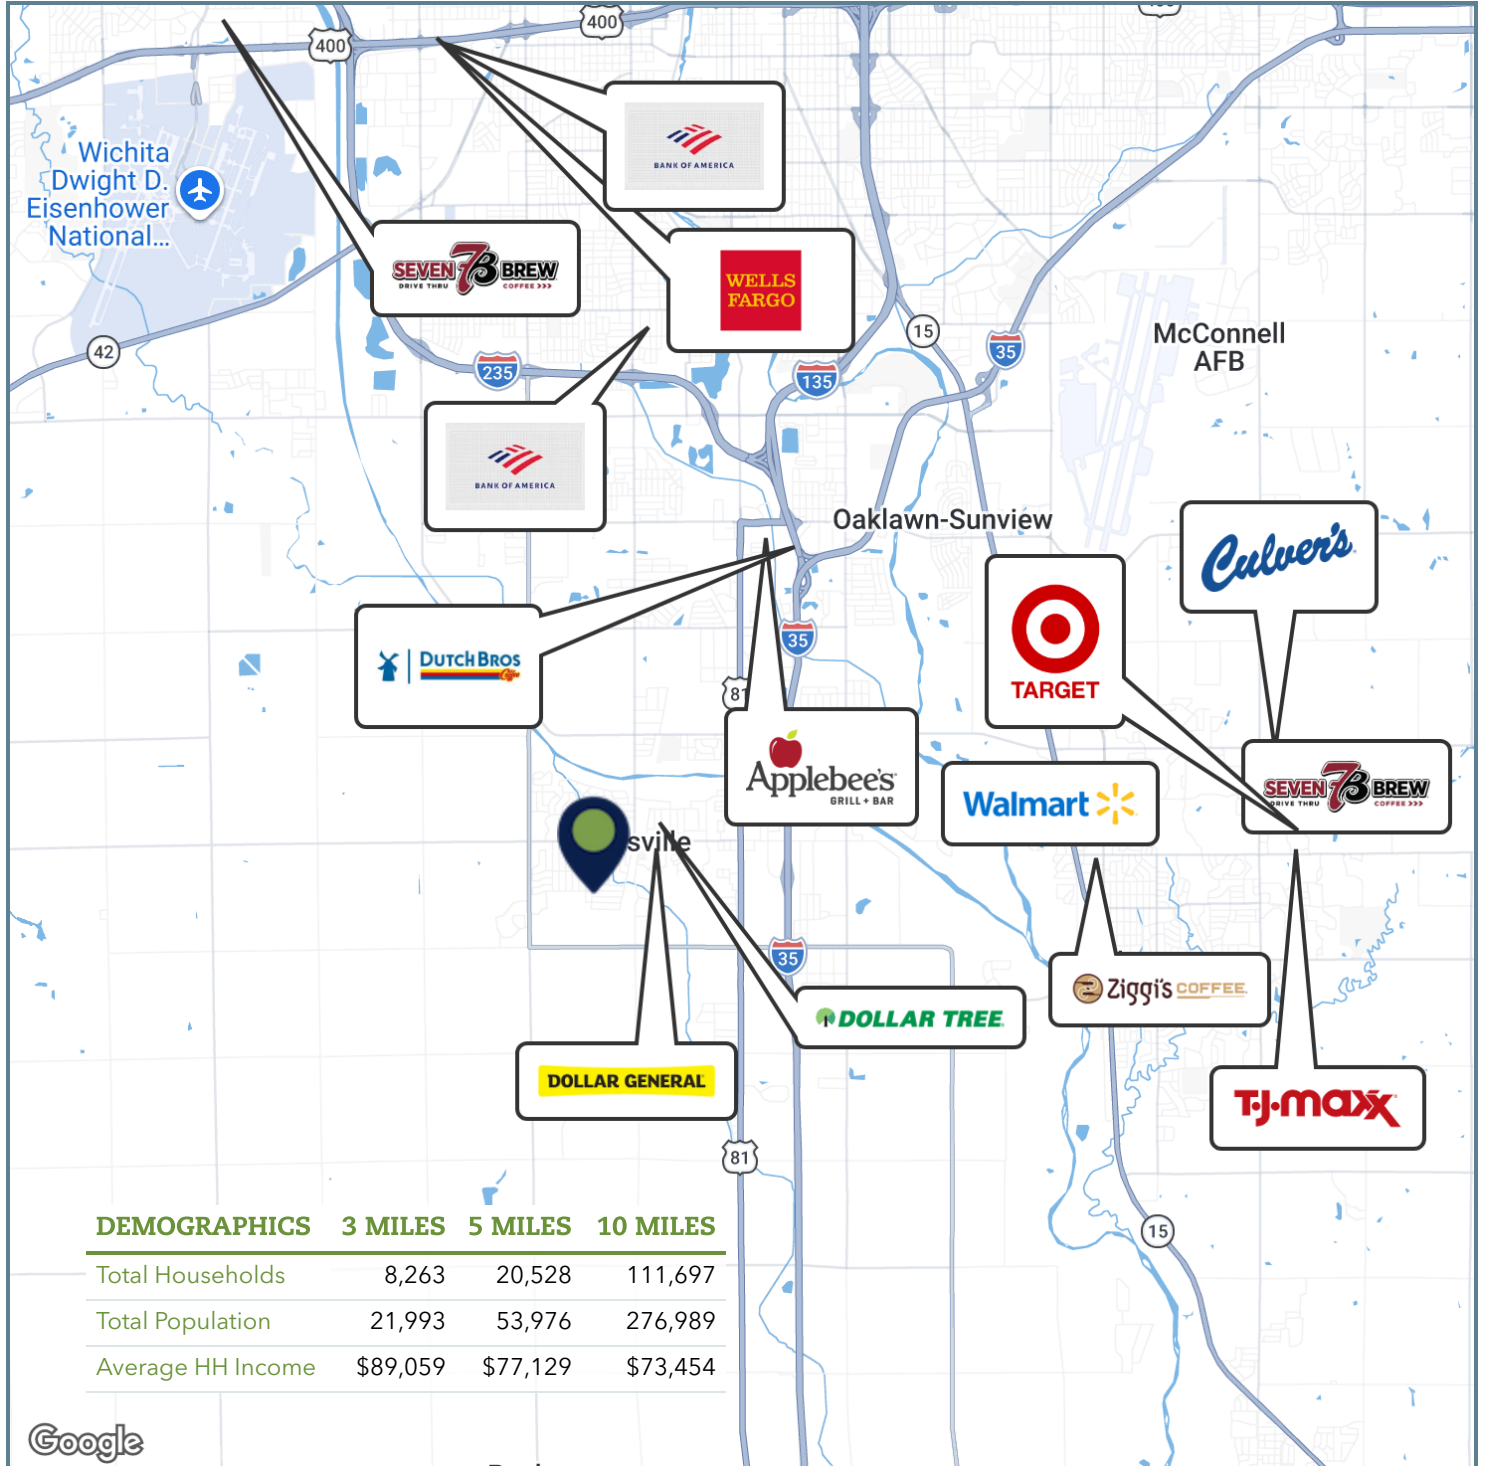 400
400
Wichita
Dwight D.
Eisenhower
National...
BANK OF AMERICA
SEVEN 7B BREW
DRIVE THRU COFFEE >>>
WELLS
FARGO
42
15
35
235
135
McConnell
AFB
BANK OF AMERICA
Oaklawn-Sunview
Culver's
DUTCH BROS
Coffee
35
TARGET
81
Applebee's
GRILL + BAR
Walmart
SEVEN 7B BREW
DRIVE THRU COFFEE >>>
sville
35
Ziggi's COFFEE
DOLLAR TREE
DOLLAR GENERAL
T·J·maxx
81
15
DEMOGRAPHICS 3 MILES 5 MILES 10 MILES
Total Households 8,263 20,528 111,697
Total Population 21,993 53,976 276,989
Average HH Income $89,059 $77,129 $73,454
Google